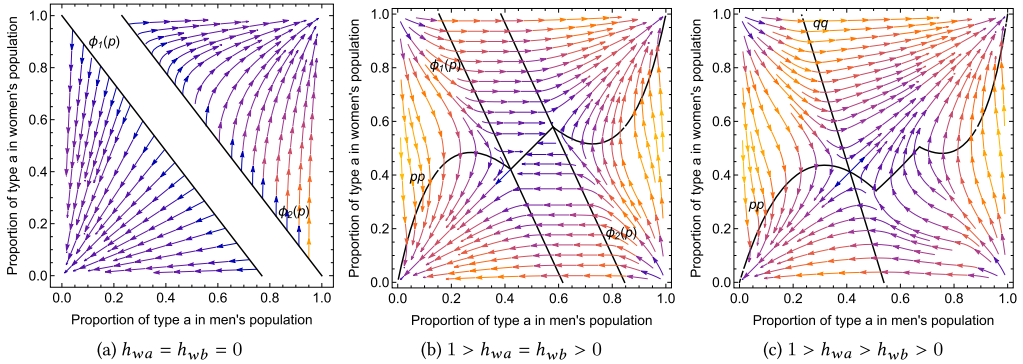 1.0
0.8
0.6
0.4
0.2
0.0
0.0 0.2 0.4 0.6 0.8 1.0
Proportion of type a in women's population
Proportion of type a in men's population
ϕ₁(p)
ϕ₂(p)
(a) h_wa = h_wb = 0
1.0
0.8
0.6
0.4
0.2
0.0
0.0 0.2 0.4 0.6 0.8 1.0
Proportion of type a in women's population
Proportion of type a in men's population
ϕ₁(p)
pp
ϕ₂(p)
(b) 1 > h_wa = h_wb > 0
1.0
0.8
0.6
0.4
0.2
0.0
0.0 0.2 0.4 0.6 0.8 1.0
Proportion of type a in women's population
Proportion of type a in men's population
qq
pp
(c) 1 > h_wa > h_wb > 0